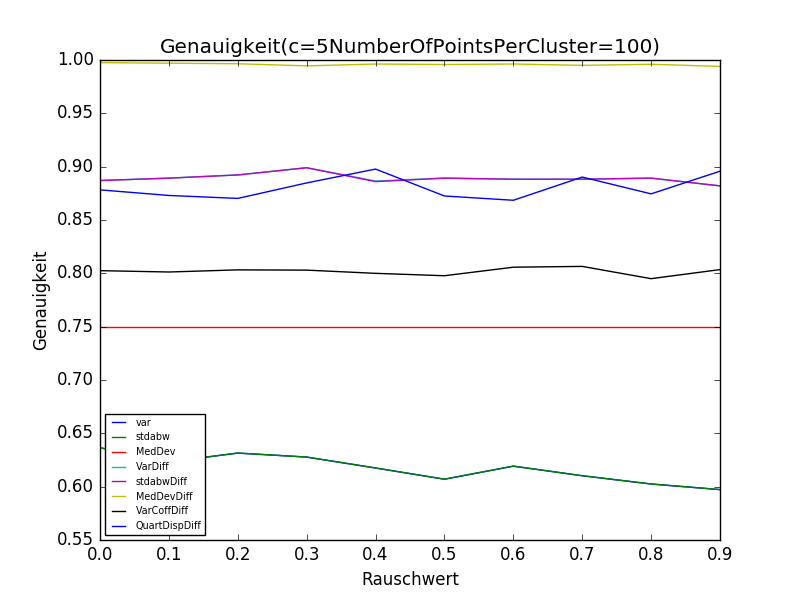 Genauigkeit(c=5NumberOfPointsPerCluster=100)
Genauigkeit
1.00
0.95
0.90
0.85
0.80
0.75
0.70
0.65
0.60
0.55
var
stdabw
MedDev
VarDiff
stdabwDiff
MedDevDiff
VarCoffDiff
QuartDispDiff
0.0 0.1 0.2 0.3 0.4 0.5 0.6 0.7 0.8 0.9
Rauschwert